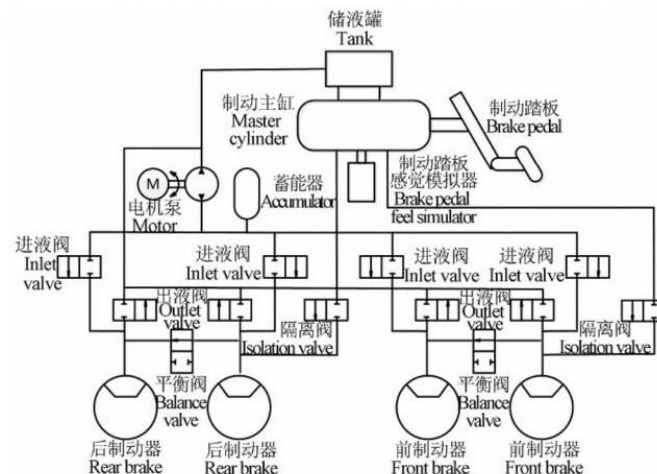 储液罐
Tank
制动主缸
Master
cylinder
制动踏板
Brake pedal
制动踏板
感觉模拟器
Brake pedal
feel simulator
M
电机泵
Motor
蓄能器
Accumulator
进液阀
Inlet
valve
进液阀
Inlet valve
进液阀
Inlet valve
进液阀
Inlet valve
出液阀
Outlet
valve
隔离阀
Isolation valve
出液阀
Outlet
valve
隔离阀
Isolation valve
平衡阀
Balance
valve
平衡阀
Balance
valve
后制动器
Rear brake
后制动器
Rear brake
前制动器
Front brake
前制动器
Front brake